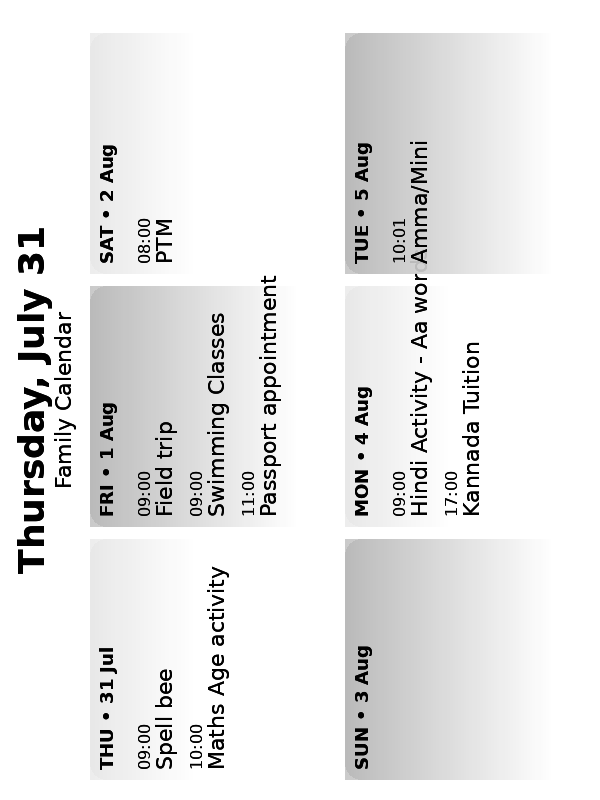 Thursday, July 31
Family Calendar
THU • 31 Jul
09:00
Spell bee
10:00
Maths Age activity
FRI • 1 Aug
09:00
Field trip
09:00
Swimming Classes
11:00
Passport appointment
SAT • 2 Aug
08:00
PTM
SUN • 3 Aug
MON • 4 Aug
09:00
Hindi Activity - Aa wor
17:00
Kannada Tuition
TUE • 5 Aug
10:01
Amma/Mini